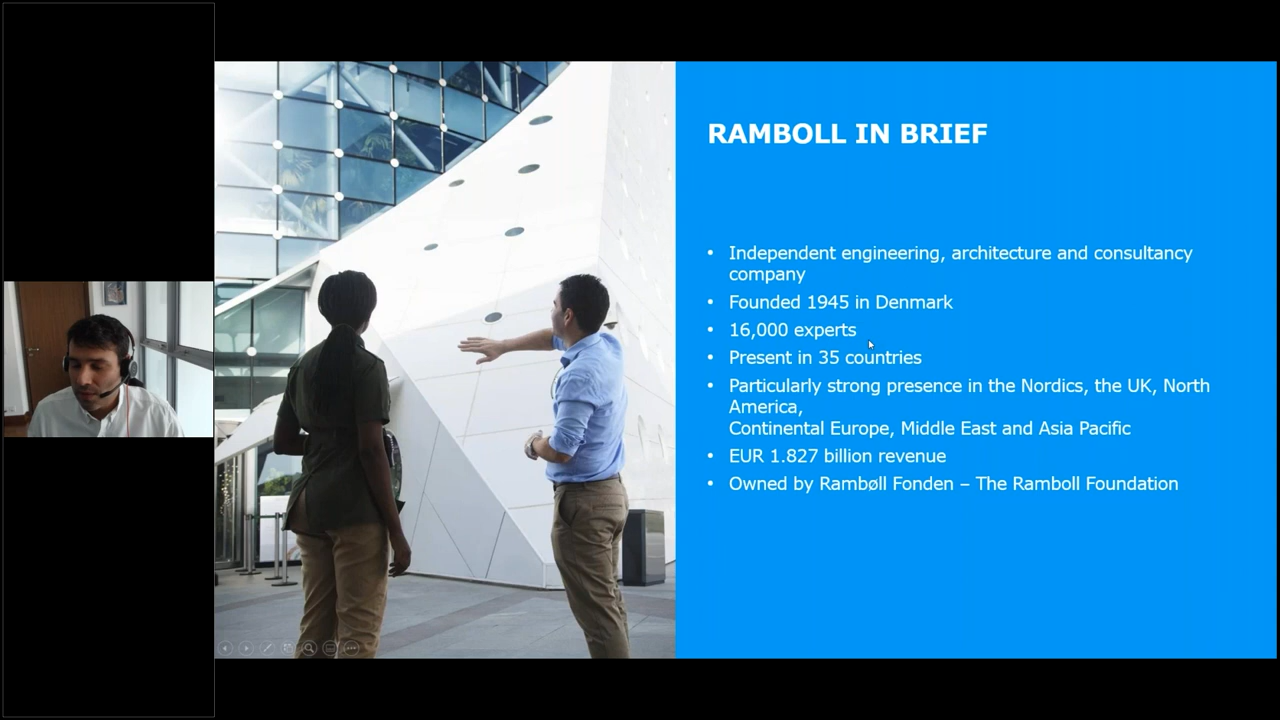 RAMBOLL IN BRIEF
• Independent engineering, architecture and consultancy
company
• Founded 1945 in Denmark
• 16,000 experts
• Present in 35 countries
• Particularly strong presence in the Nordics, the UK, North
America,
Continental Europe, Middle East and Asia Pacific
• EUR 1.827 billion revenue
• Owned by Rambøll Fonden – The Ramboll Foundation